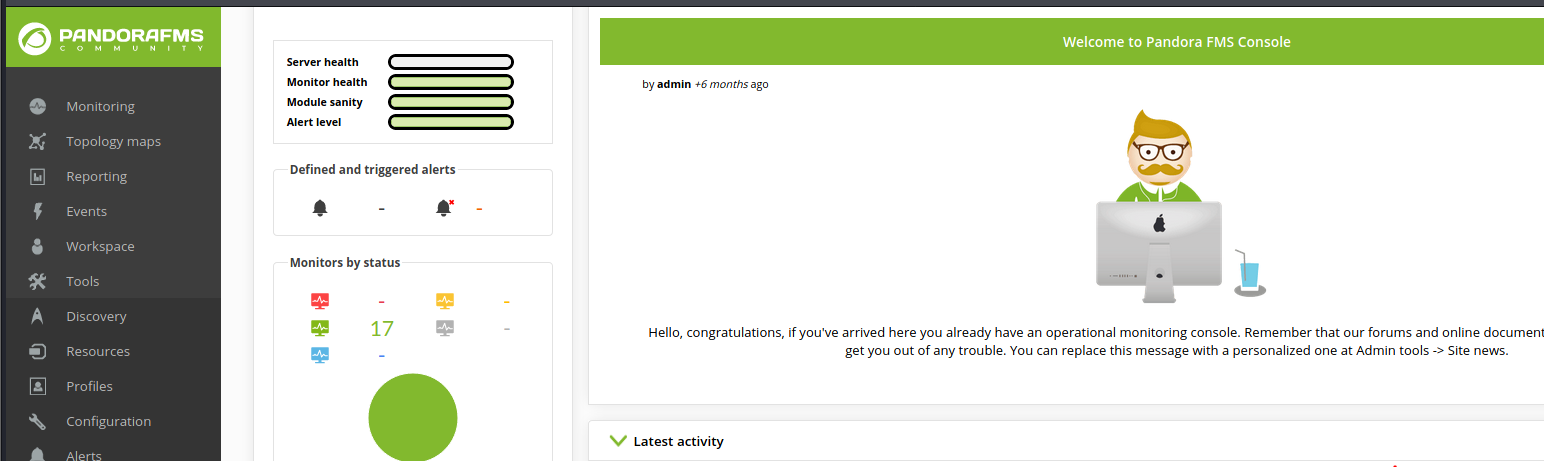 PANDORAFMS
COMMUNITY
Monitoring
Topology maps
Reporting
Events
Workspace
Tools
Discovery
Resources
Profiles
Configuration
Alerts
Server health
Monitor health
Module sanity
Alert level
Defined and triggered alerts
- -
Monitors by status
- -
17 -
-
Welcome to Pandora FMS Console
by admin +6 months ago
Hello, congratulations, if you've arrived here you already have an operational monitoring console. Remember that our forums and online document
get you out of any trouble. You can replace this message with a personalized one at Admin tools -> Site news.
Latest activity